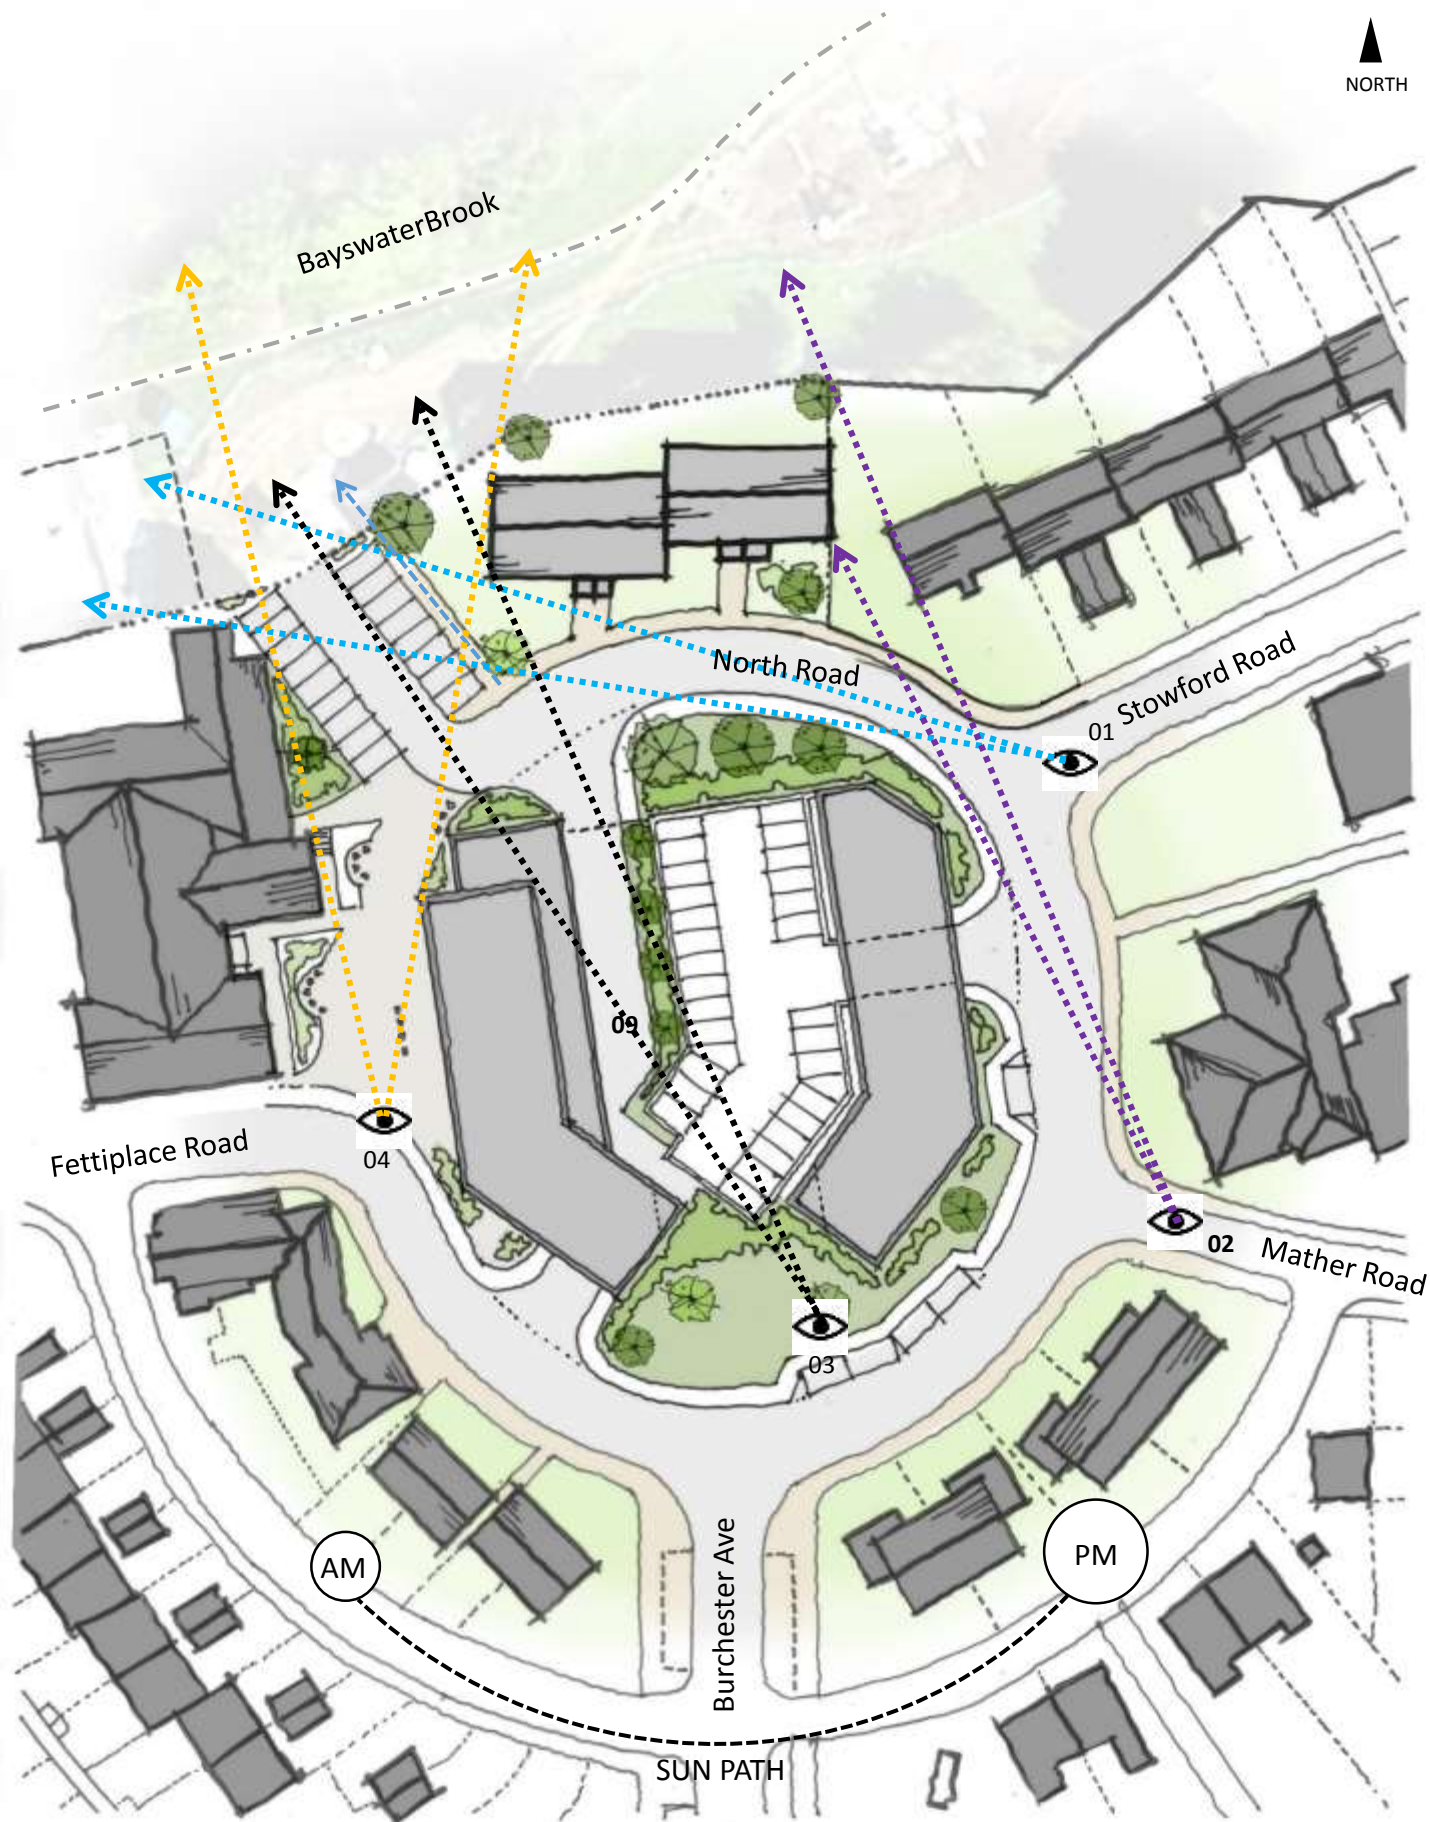 NORTH
BayswaterBrook
North Road
Stowford Road
01
09
Fettiplace Road
04
02
Mather Road
03
AM
PM
Burchester Ave
SUN PATH